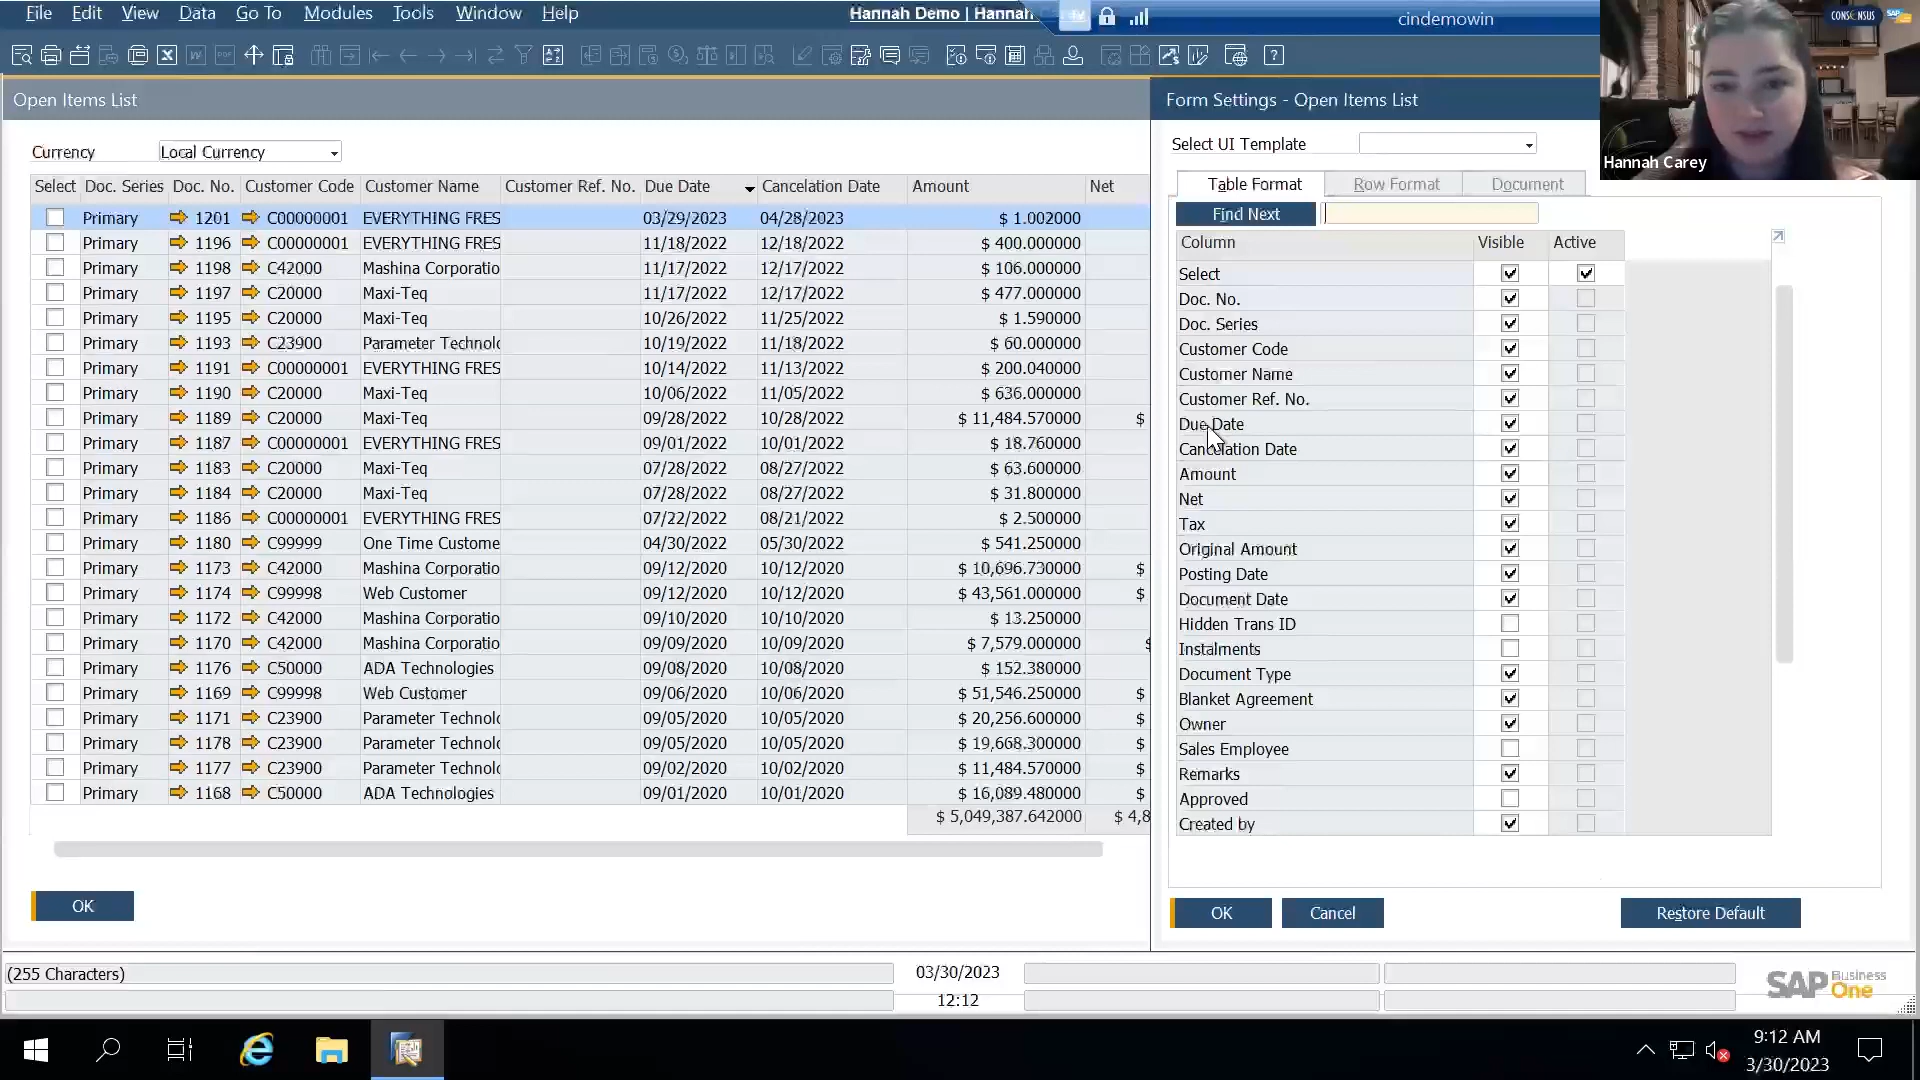 File Edit View Data Go To Modules Tools Window Help
Hannah Demo | Hannah
cindemowin
CONSENSUS SAP
Hannah Carey
Open Items List
Currency Local Currency
Select Doc. Series Doc. No. Customer Code Customer Name Customer Ref. No. Due Date Cancelation Date Amount Net
Primary 1201 C00000001 EVERYTHING FRES 03/29/2023 04/28/2023 $ 1.002000
Primary 1196 C00000001 EVERYTHING FRES 11/18/2022 12/18/2022 $ 400.000000
Primary 1198 C42000 Mashina Corporatio 11/17/2022 12/17/2022 $ 106.000000
Primary 1197 C20000 Maxi-Teq 11/17/2022 12/17/2022 $ 477.000000
Primary 1195 C20000 Maxi-Teq 10/26/2022 11/25/2022 $ 1.590000
Primary 1193 C23900 Parameter Technolo 10/19/2022 11/18/2022 $ 60.000000
Primary 1191 C00000001 EVERYTHING FRES 10/14/2022 11/13/2022 $ 200.040000
Primary 1190 C20000 Maxi-Teq 10/06/2022 11/05/2022 $ 636.000000
Primary 1189 C20000 Maxi-Teq 09/28/2022 10/28/2022 $ 11,484.570000 $
Primary 1187 C00000001 EVERYTHING FRES 09/01/2022 10/01/2022 $ 18.760000
Primary 1183 C20000 Maxi-Teq 07/28/2022 08/27/2022 $ 63.600000
Primary 1184 C20000 Maxi-Teq 07/28/2022 08/27/2022 $ 31.800000
Primary 1186 C00000001 EVERYTHING FRES 07/22/2022 08/21/2022 $ 2.500000
Primary 1180 C99999 One Time Custome 04/30/2022 05/30/2022 $ 541.250000
Primary 1173 C42000 Mashina Corporatio 09/12/2020 10/12/2020 $ 10,696.730000 $
Primary 1174 C99998 Web Customer 09/12/2020 10/12/2020 $ 43,561.000000 $
Primary 1172 C42000 Mashina Corporatio 09/10/2020 10/10/2020 $ 13.250000
Primary 1170 C42000 Mashina Corporatio 09/09/2020 10/09/2020 $ 7,579.000000 $
Primary 1176 C50000 ADA Technologies 09/08/2020 10/08/2020 $ 152.380000
Primary 1169 C99998 Web Customer 09/06/2020 10/06/2020 $ 51,546.250000 $
Primary 1171 C23900 Parameter Technolo 09/05/2020 10/05/2020 $ 20,256.600000 $
Primary 1178 C23900 Parameter Technolo 09/05/2020 10/05/2020 $ 19,668.300000 $
Primary 1177 C23900 Parameter Technolo 09/02/2020 10/02/2020 $ 11,484.570000 $
Primary 1168 C50000 ADA Technologies 09/01/2020 10/01/2020 $ 16,089.480000 $
$ 5,049,387.642000 $ 4,8
OK
Form Settings - Open Items List
Select UI Template
Table Format Row Format Document
Find Next
Column Visible Active
Select
Doc. No.
Doc. Series
Customer Code
Customer Name
Customer Ref. No.
Due Date
Cancelation Date
Amount
Net
Tax
Original Amount
Posting Date
Document Date
Hidden Trans ID
Instalments
Document Type
Blanket Agreement
Owner
Sales Employee
Remarks
Approved
Created by
OK Cancel Restore Default
(255 Characters) 03/30/2023
12:12
SAP Business One
9:12 AM
3/30/2023